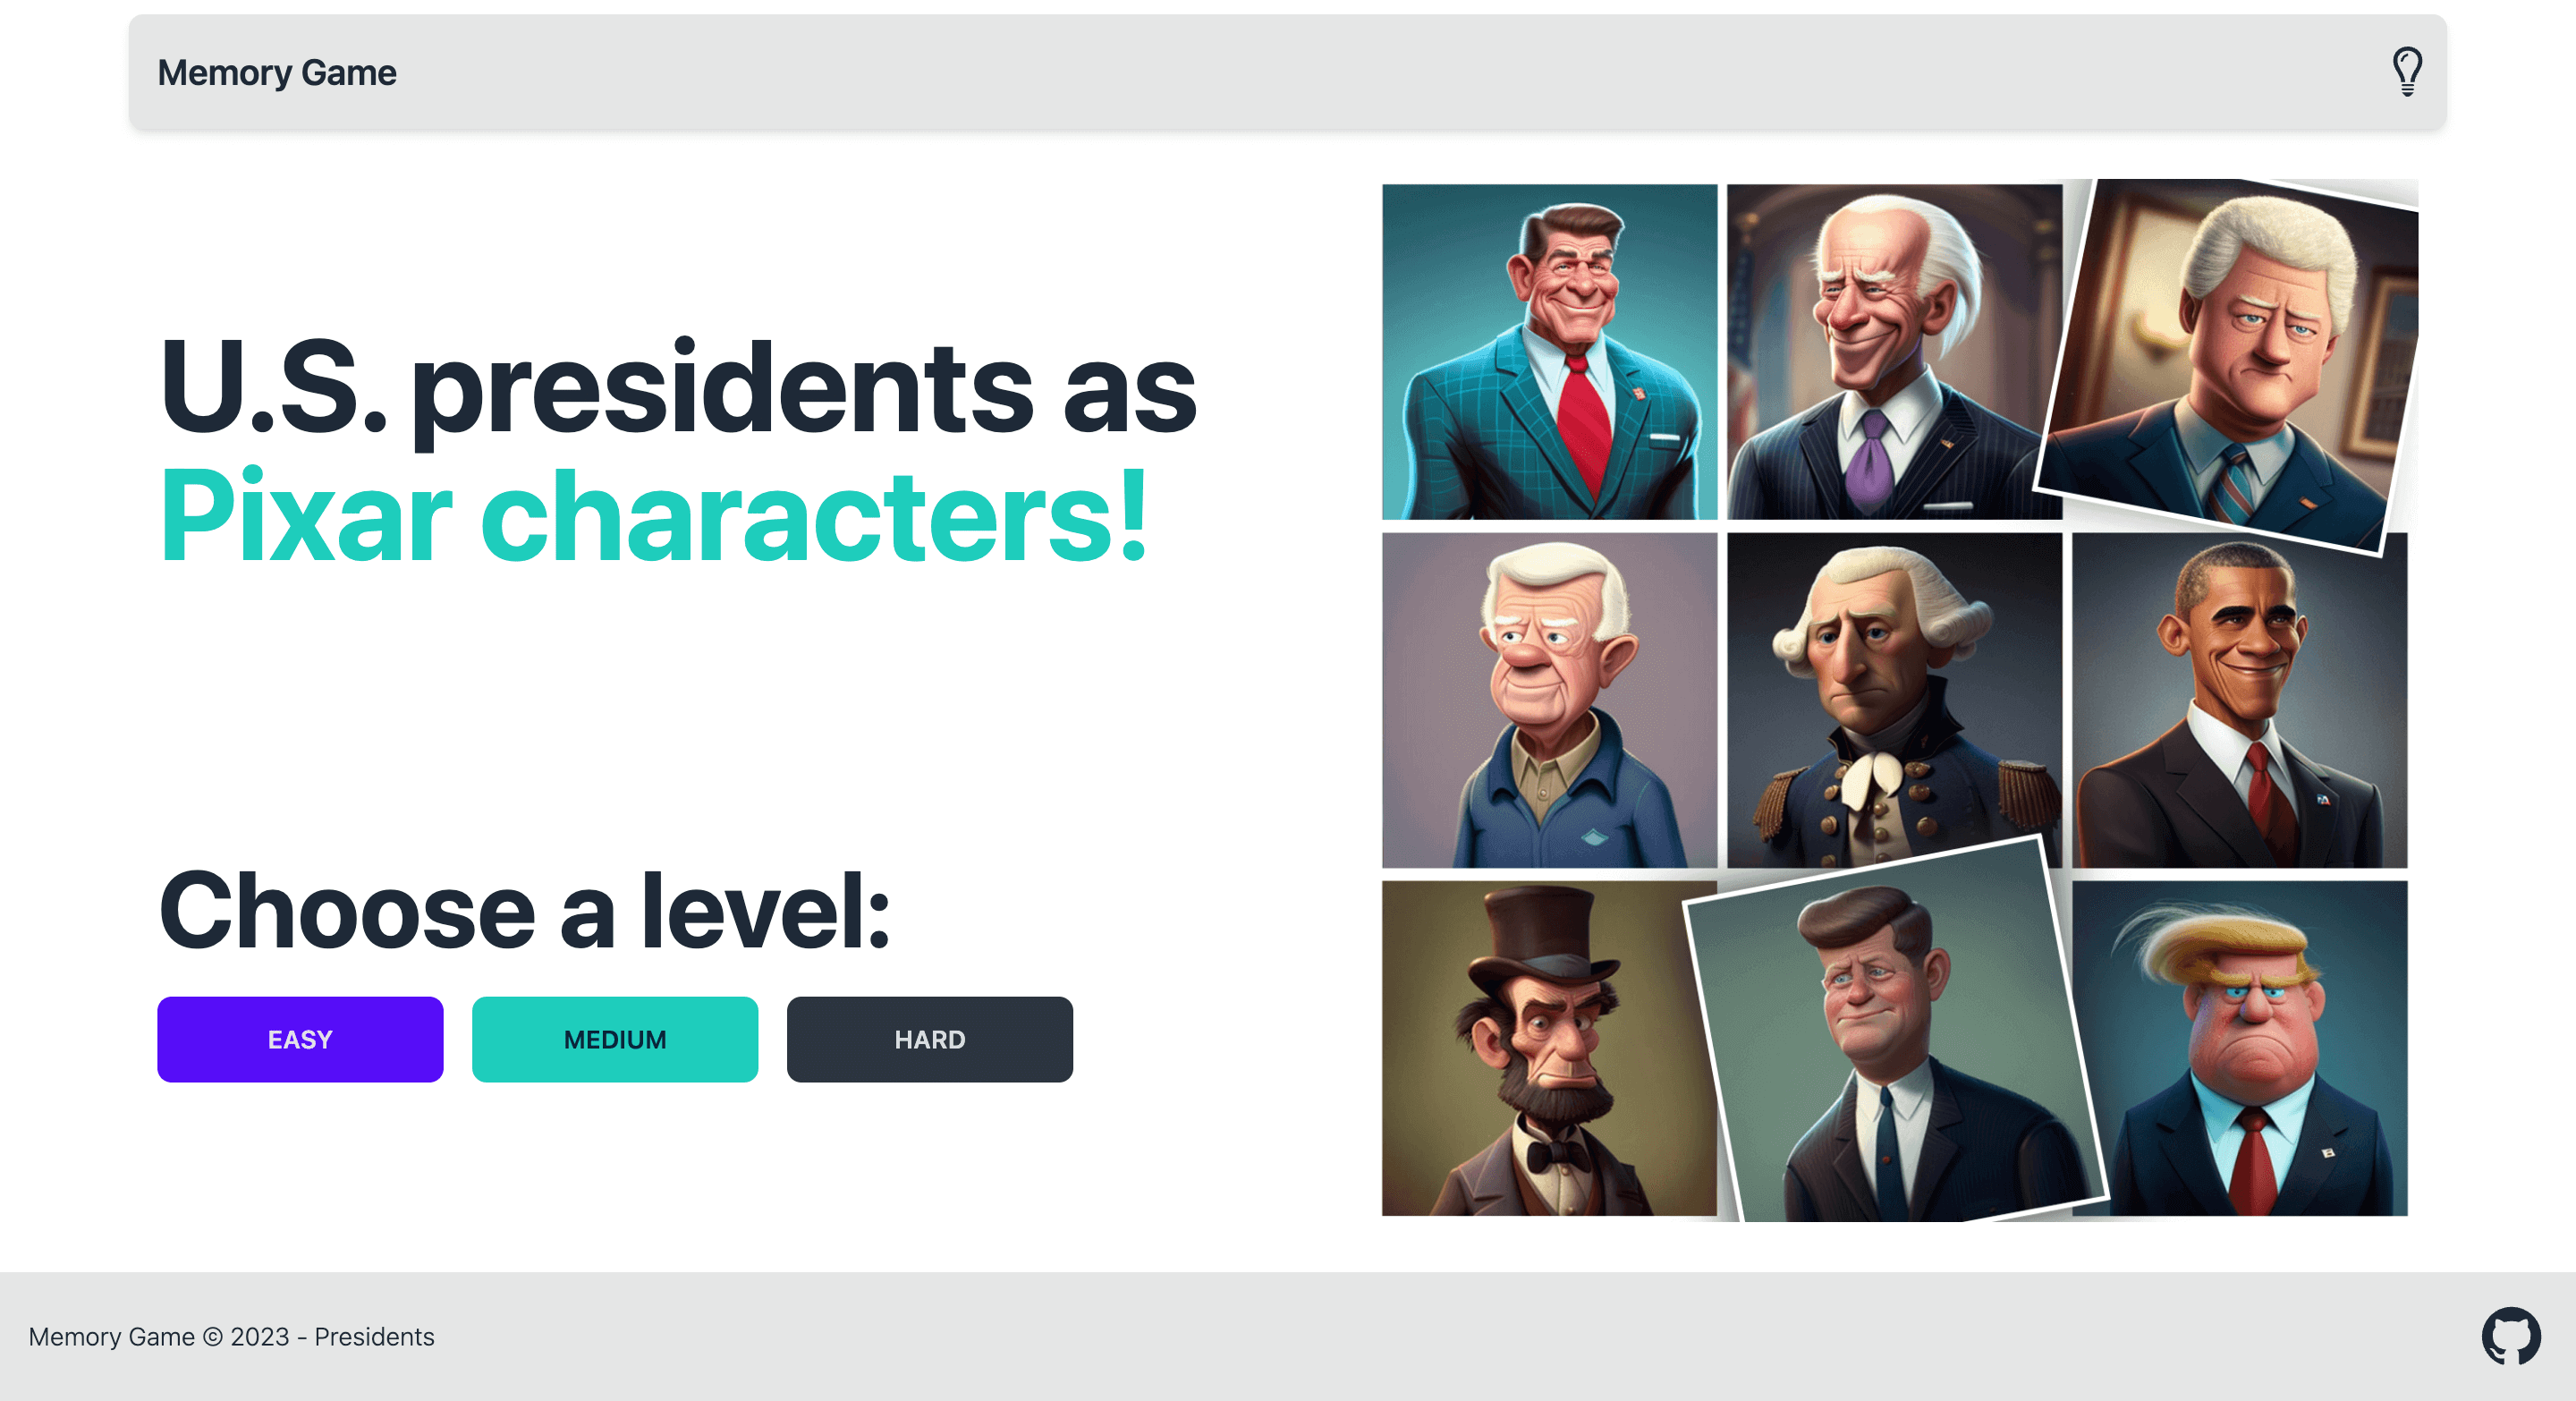 Memory Game
U.S. presidents as
Pixar characters!
Choose a level:
EASY
MEDIUM
HARD
Memory Game © 2023 - Presidents